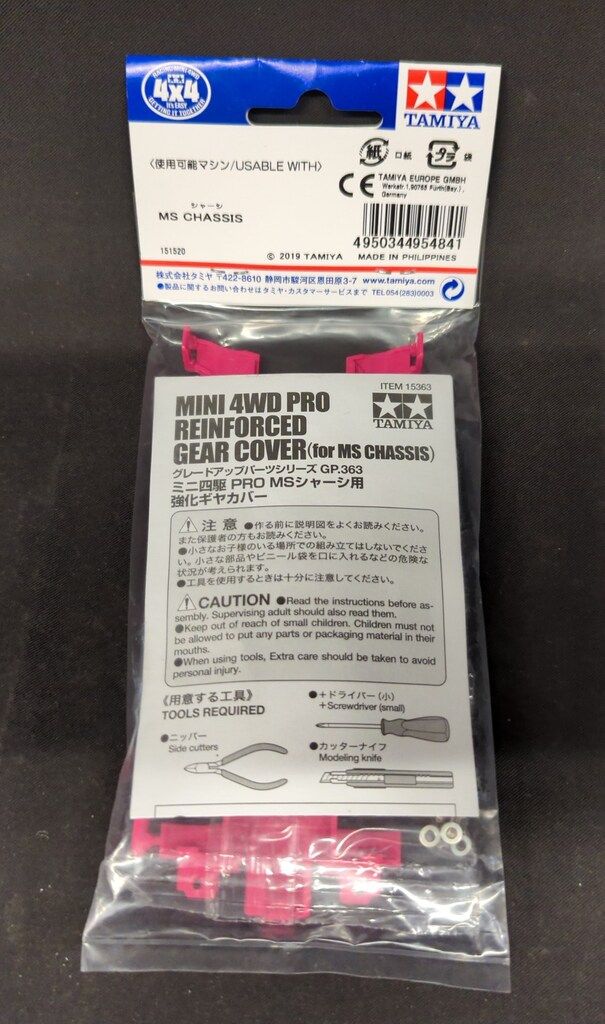 RACING MINI 4WD
4x4
IT'S EASY
GETTING IT TOGETHER
TAMIYA
〈使用可能マシン/USABLE WITH〉
シャーシ
MS CHASSIS
151520
紙 口紙
プラ 袋
CE TAMIYA EUROPE GMBH
Werkstr.1,90765 Fürth(Bay.),
Germany
4950344954841
© 2019 TAMIYA MADE IN PHILIPPINES
株式会社タミヤ 〒422-8610 静岡市駿河区恩田原3-7 www.tamiya.com
●製品に関するお問い合わせはタミヤ・カスタマーサービスまで TEL054(283)0003
ITEM 15363
MINI 4WD PRO
REINFORCED
GEAR COVER(for MS CHASSIS)
TAMIYA
グレードアップパーツシリーズ GP.363
ミニ四駆 PRO MSシャーシ用
強化ギヤカバー
注 意 ●作る前に説明図をよくお読みください。
また保護者の方もお読みください。
●小さなお子様のいる場所での組み立てはしないでくださ
い。小さな部品やビニール袋を口に入れるなどの危険な
状況が考えられます。
●工具を使用するときは十分に注意してください。
CAUTION ●Read the instructions before as-
sembly. Supervising adult should also read them.
●Keep out of reach of small children. Children must not
be allowed to put any parts or packaging material in their
mouths.
●When using tools, Extra care should be taken to avoid
personal injury.
《用意する工具》
TOOLS REQUIRED
●＋ドライバー（小）
+Screwdriver (small)
●ニッパー
Side cutters
●カッターナイフ
Modeling knife